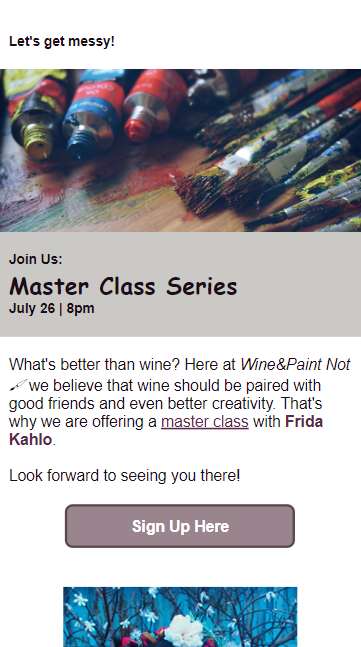 Let's get messy!
Join Us:
Master Class Series
July 26 | 8pm
What's better than wine? Here at Wine&Paint Not
🖌we believe that wine should be paired with
good friends and even better creativity. That's
why we are offering a master class with Frida
Kahlo.
Look forward to seeing you there!
Sign Up Here